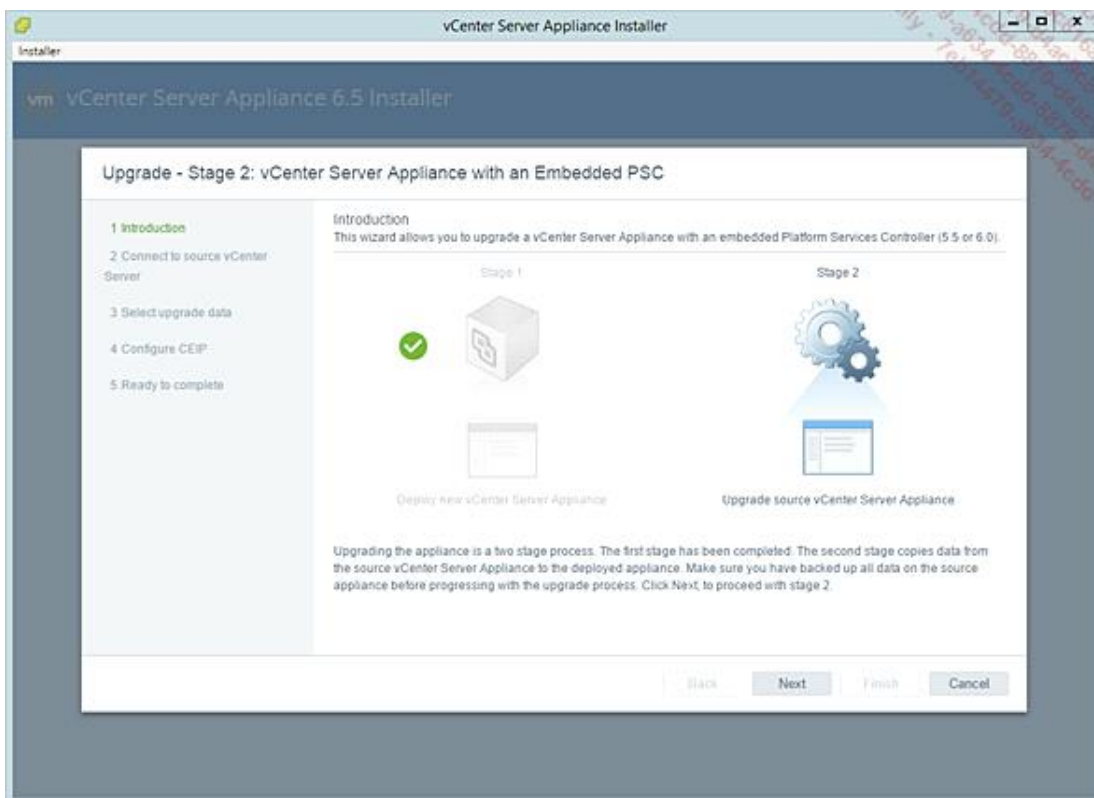 vCenter Server Appliance Installer
Installer
vm vCenter Server Appliance 6.5 Installer
Upgrade - Stage 2: vCenter Server Appliance with an Embedded PSC
1 Introduction
2 Connect to source vCenter
Server
3 Select upgrade data
4 Configure CEIP
5 Ready to complete
Introduction
This wizard allows you to upgrade a vCenter Server Appliance with an embedded Platform Services Controller (5.5 or 6.0).
Stage 1
Stage 2
Deploy new vCenter Server Appliance
Upgrade source vCenter Server Appliance
Upgrading the appliance is a two stage process. The first stage has been completed. The second stage copies data from
the source vCenter Server Appliance to the deployed appliance. Make sure you have backed up all data on the source
appliance before progressing with the upgrade process. Click Next, to proceed with stage 2.
Back
Next
Finish
Cancel